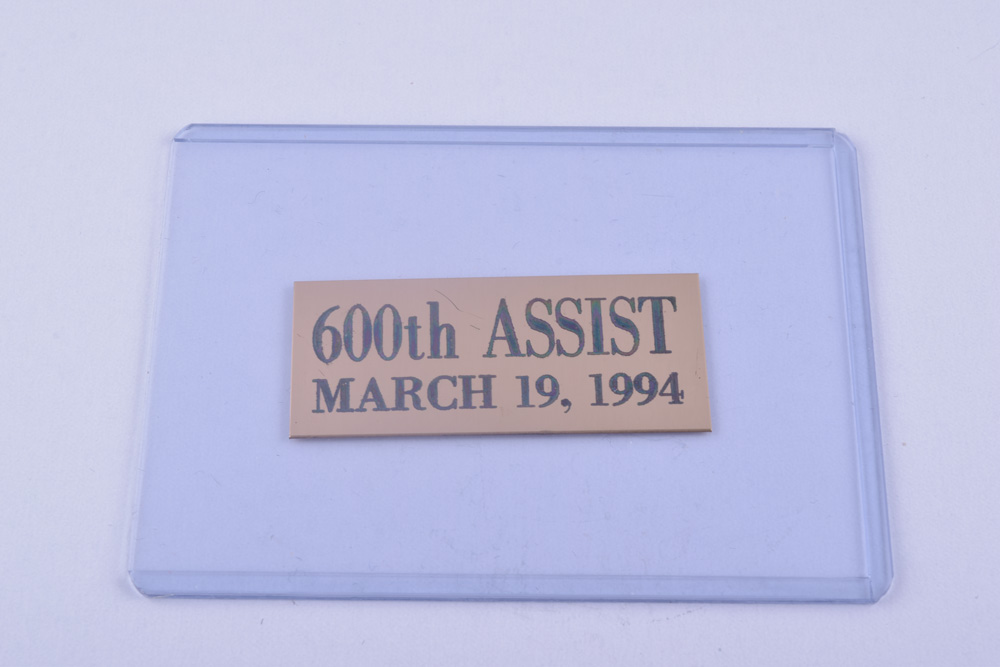 600th ASSIST
MARCH 19, 1994